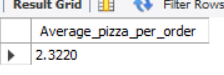 Result Grid Filter Rows
Average_pizza_per_order
2.3220